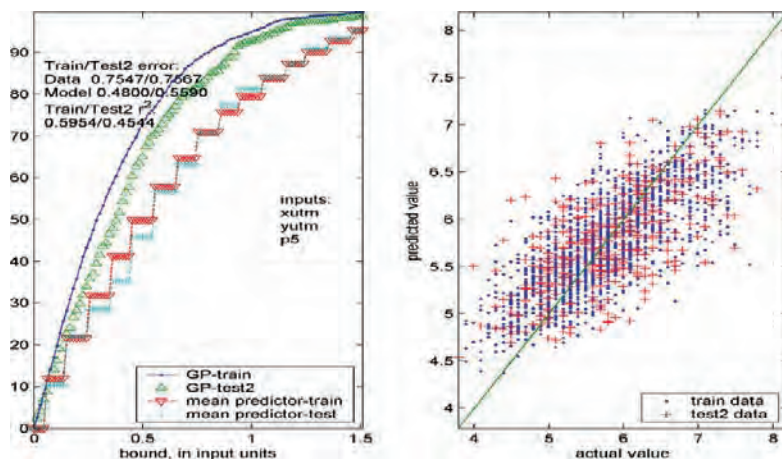 90
80
70
60
50
40
30
20
10
0
Train/Test2 error:
Data 0.7547/0.7567
Model 0.4800/0.5590
Train/Test2 r2:
0.5954/0.4544
inputs:
xutm
yutm
p5
GP-train
GP-test2
mean predictor-train
mean predictor-test
0 0.5 1 1.5
bound, in input units
8
7.5
7
6.5
6
5.5
5
4.5
4
predicted value
train data
test2 data
4 5 6 7 8
actual value